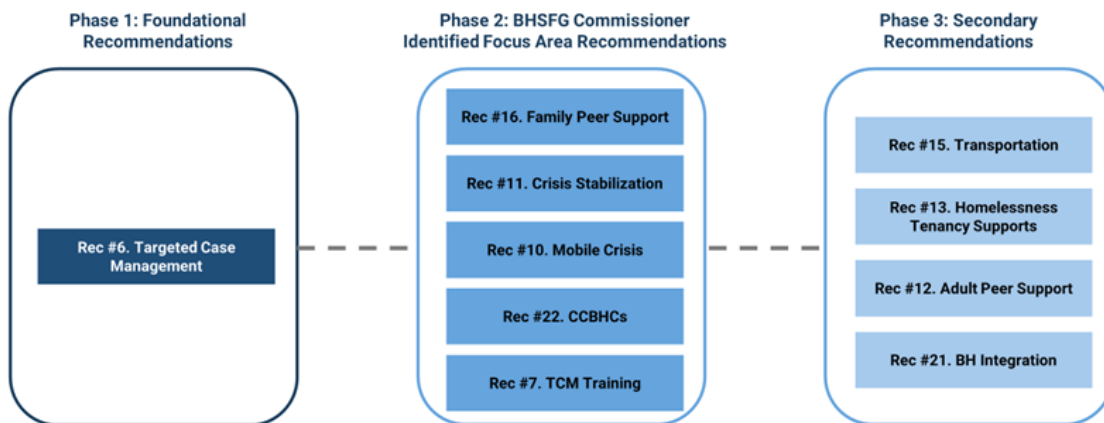 Phase 1: Foundational
Recommendations
Rec #6. Targeted Case
Management
Phase 2: BHSFG Commissioner
Identified Focus Area Recommendations
Rec #16. Family Peer Support
Rec #11. Crisis Stabilization
Rec #10. Mobile Crisis
Rec #22. CCBHCs
Rec #7. TCM Training
Phase 3: Secondary
Recommendations
Rec #15. Transportation
Rec #13. Homelessness
Tenancy Supports
Rec #12. Adult Peer Support
Rec #21. BH Integration